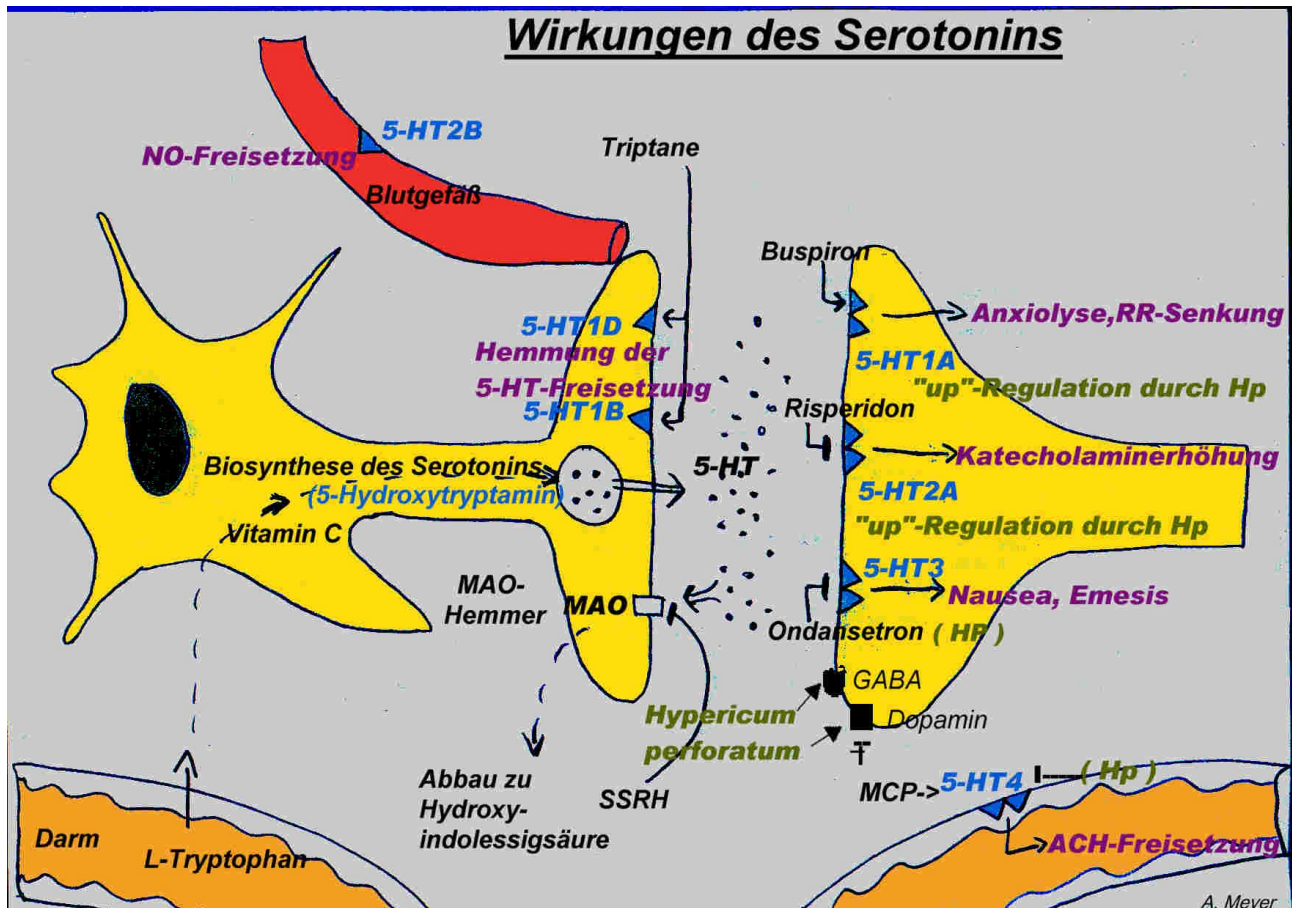 Wirkungen des Serotonins
5-HT2B
NO-Freisetzung
Blutgefäß
Triptane
Buspiron
5-HT1D
Hemmung der
5-HT-Freisetzung
5-HT1B
Anxiolyse,RR-Senkung
5-HT1A
"up"-Regulation durch Hp
Risperidon
Katecholaminerhöhung
5-HT2A
"up"-Regulation durch Hp
5-HT
Biosynthese des Serotonins
(5-Hydroxytryptamin)
Vitamin C
5-HT3
Nausea, Emesis
Ondansetron ( HP )
MAO-
Hemmer
MAO
GABA
Dopamin
Hypericum
perforatum
Abbau zu
Hydroxy-
indolessigsäure
SSRH
MCP-> 5-HT4
( Hp )
ACH-Freisetzung
Darm
L-Tryptophan
A. Meyer